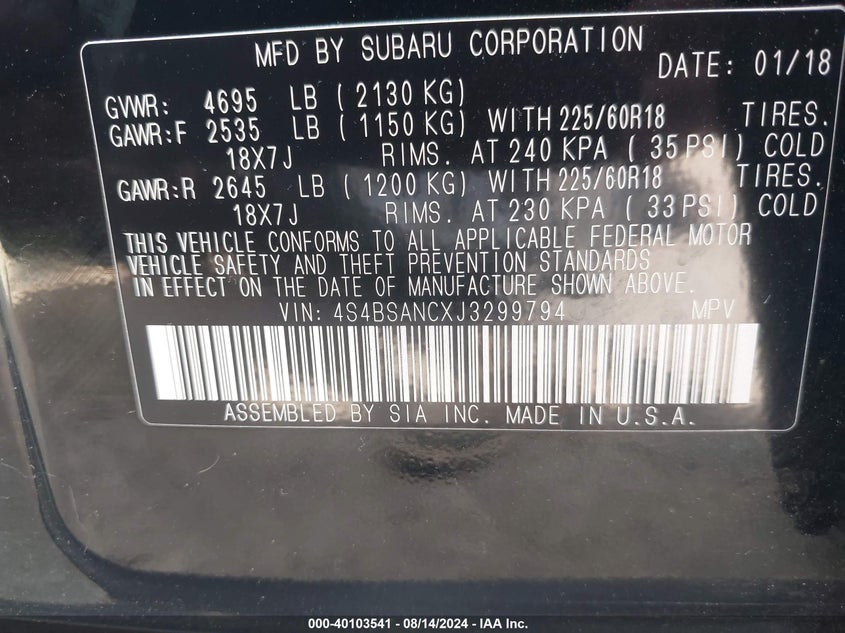 MFD BY SUBARU CORPORATION
DATE: 01/18
GVWR: 4695 LB (2130 KG)
GAWR:F 2535 LB (1150 KG) WITH 225/60R18 TIRES.
18X7J RIMS. AT 240 KPA (35 PSI) COLD
GAWR:R 2645 LB (1200 KG) WITH 225/60R18 TIRES.
18X7J RIMS. AT 230 KPA (33 PSI) COLD
THIS VEHICLE CONFORMS TO ALL APPLICABLE FEDERAL MOTOR
VEHICLE SAFETY AND THEFT PREVENTION STANDARDS
IN EFFECT ON THE DATE OF MANUFACTURE SHOWN ABOVE.
VIN: 4S4BSANCXJ3299794 MPV
ASSEMBLED BY SIA INC. MADE IN U.S.A.
000-40103541 - 08/14/2024 - IAA Inc.